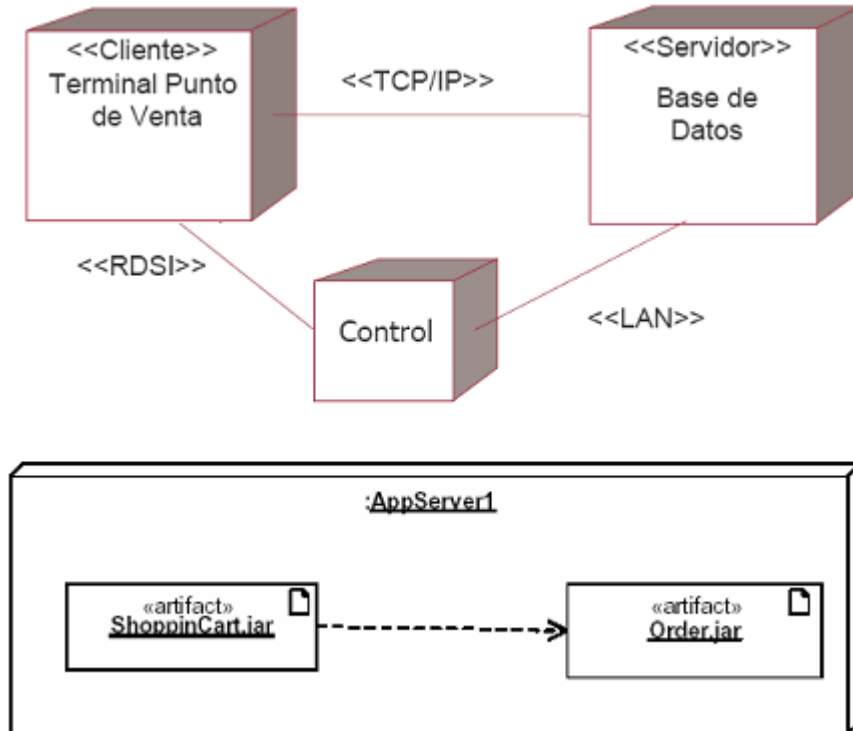 <<Cliente>>
Terminal Punto
de Venta
<<TCP/IP>>
<<Servidor>>
Base de
Datos
<<RDSI>>
Control
<<LAN>>
:AppServer1
«artifact»
ShoppinCart.jar
«artifact»
Order.jar